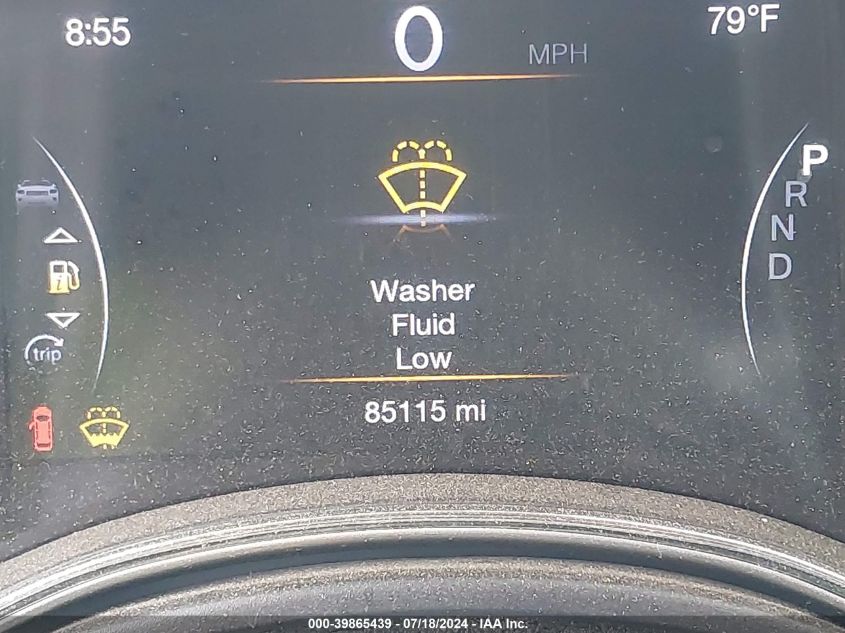 8:55
0 MPH
79°F
P
R
N
D
trip
Washer
Fluid
Low
85115 mi
000-39865439 - 07/18/2024 - IAA Inc.